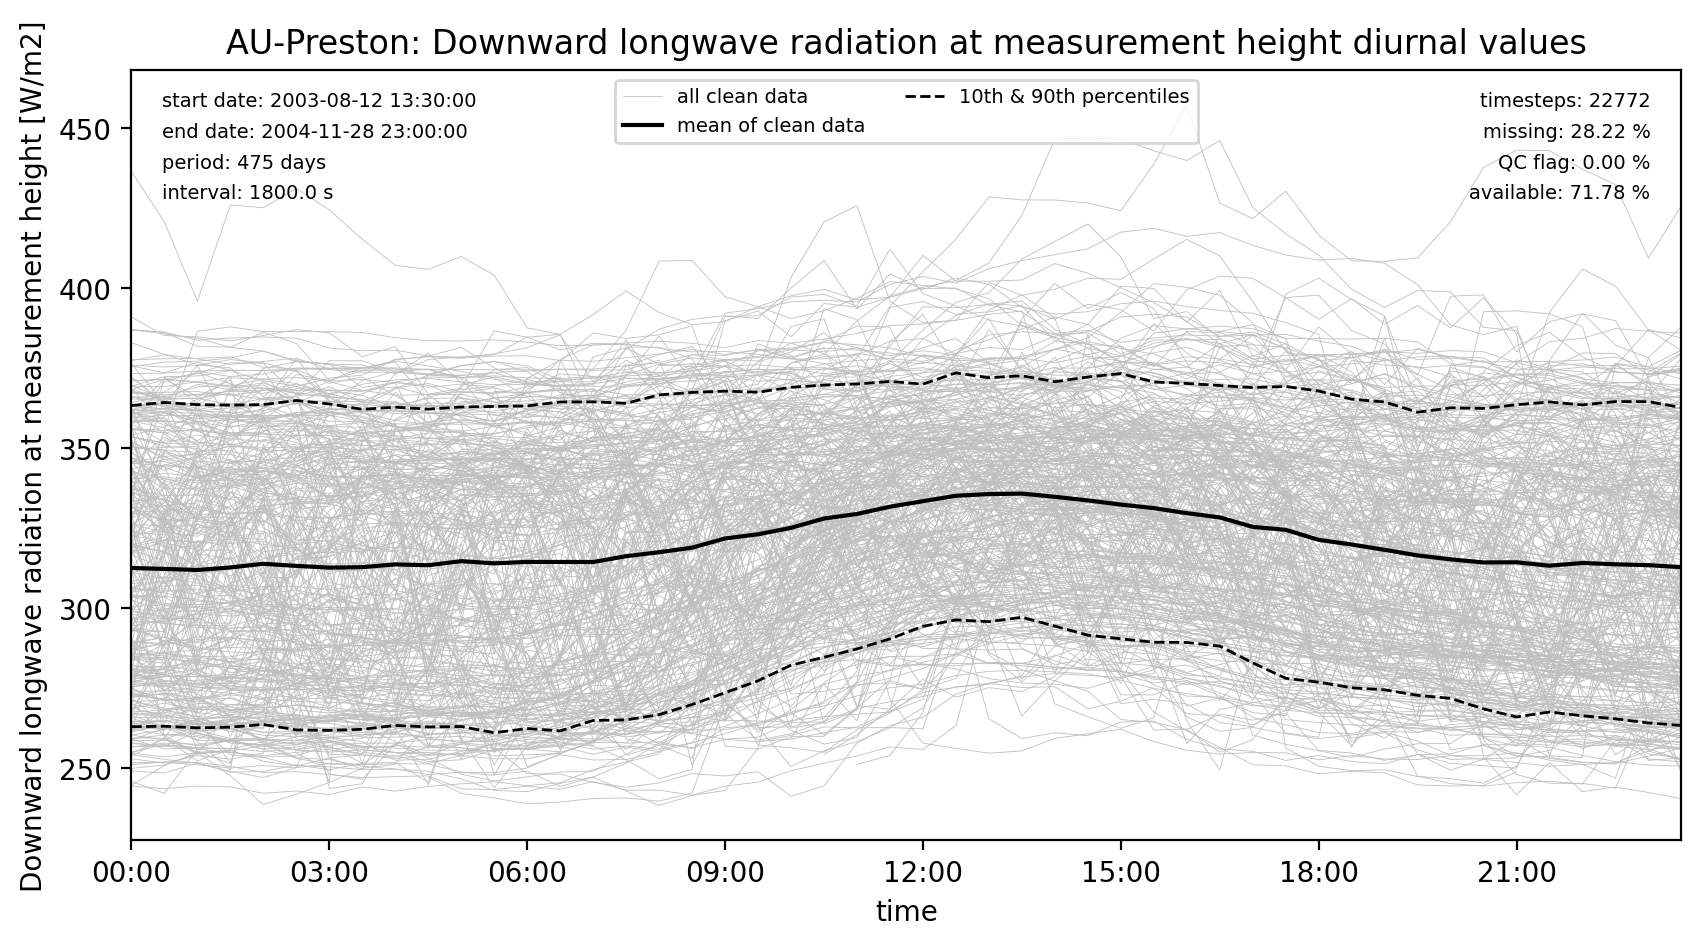 AU-Preston: Downward longwave radiation at measurement height diurnal values
Downward longwave radiation at measurement height [W/m2]
start date: 2003-08-12 13:30:00
end date: 2004-11-28 23:00:00
period: 475 days
interval: 1800.0 s
all clean data
mean of clean data
10th & 90th percentiles
timesteps: 22772
missing: 28.22 %
QC flag: 0.00 %
available: 71.78 %
450
400
350
300
250
00:00 03:00 06:00 09:00 12:00 15:00 18:00 21:00
time